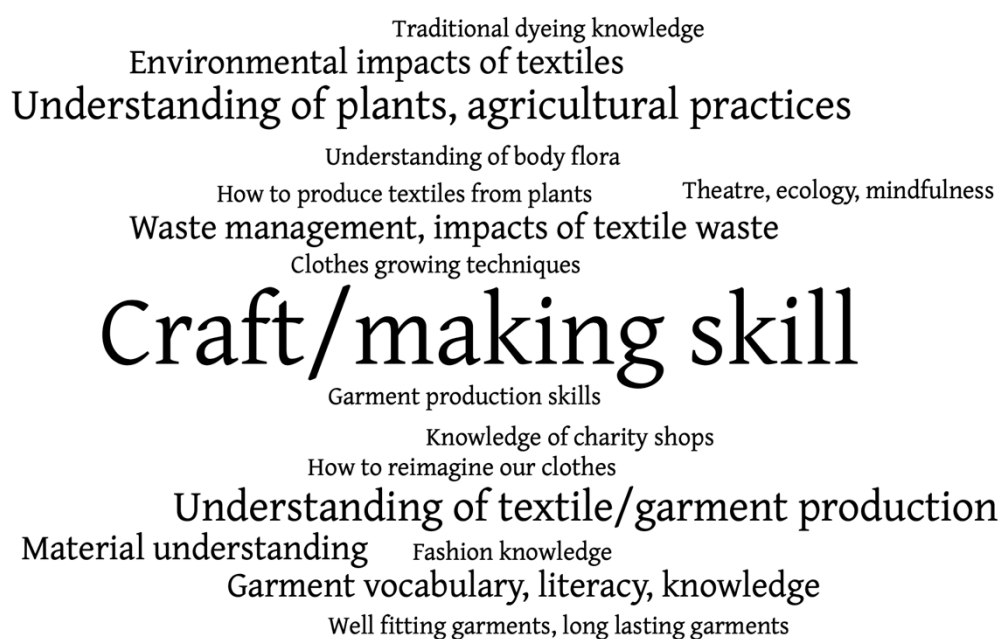 Traditional dyeing knowledge
Environmental impacts of textiles
Understanding of plants, agricultural practices
Understanding of body flora
How to produce textiles from plants
Theatre, ecology, mindfulness
Waste management, impacts of textile waste
Clothes growing techniques
Craft/making skill
Garment production skills
Knowledge of charity shops
How to reimagine our clothes
Understanding of textile/garment production
Material understanding
Fashion knowledge
Garment vocabulary, literacy, knowledge
Well fitting garments, long lasting garments